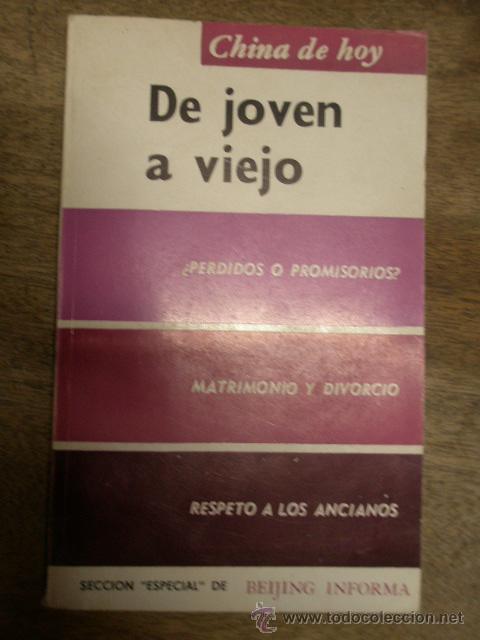 China de hoy
De joven
a viejo
¿PERDIDOS O PROMISORIOS?
MATRIMONIO Y DIVORCIO
RESPETO A LOS ANCIANOS
SECCION "ESPECIAL" DE BEIJING INFORMA
www.todocoleccion.net